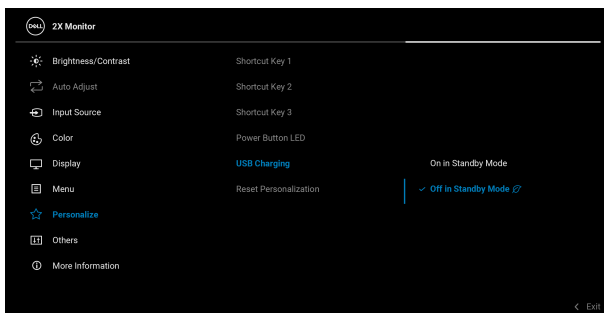 DELL 2X Monitor
Brightness/Contrast Shortcut Key 1
Auto Adjust Shortcut Key 2
Input Source Shortcut Key 3
Color Power Button LED
Display USB Charging On in Standby Mode
Menu Reset Personalization Off in Standby Mode
Personalize
Others
More Information
Exit